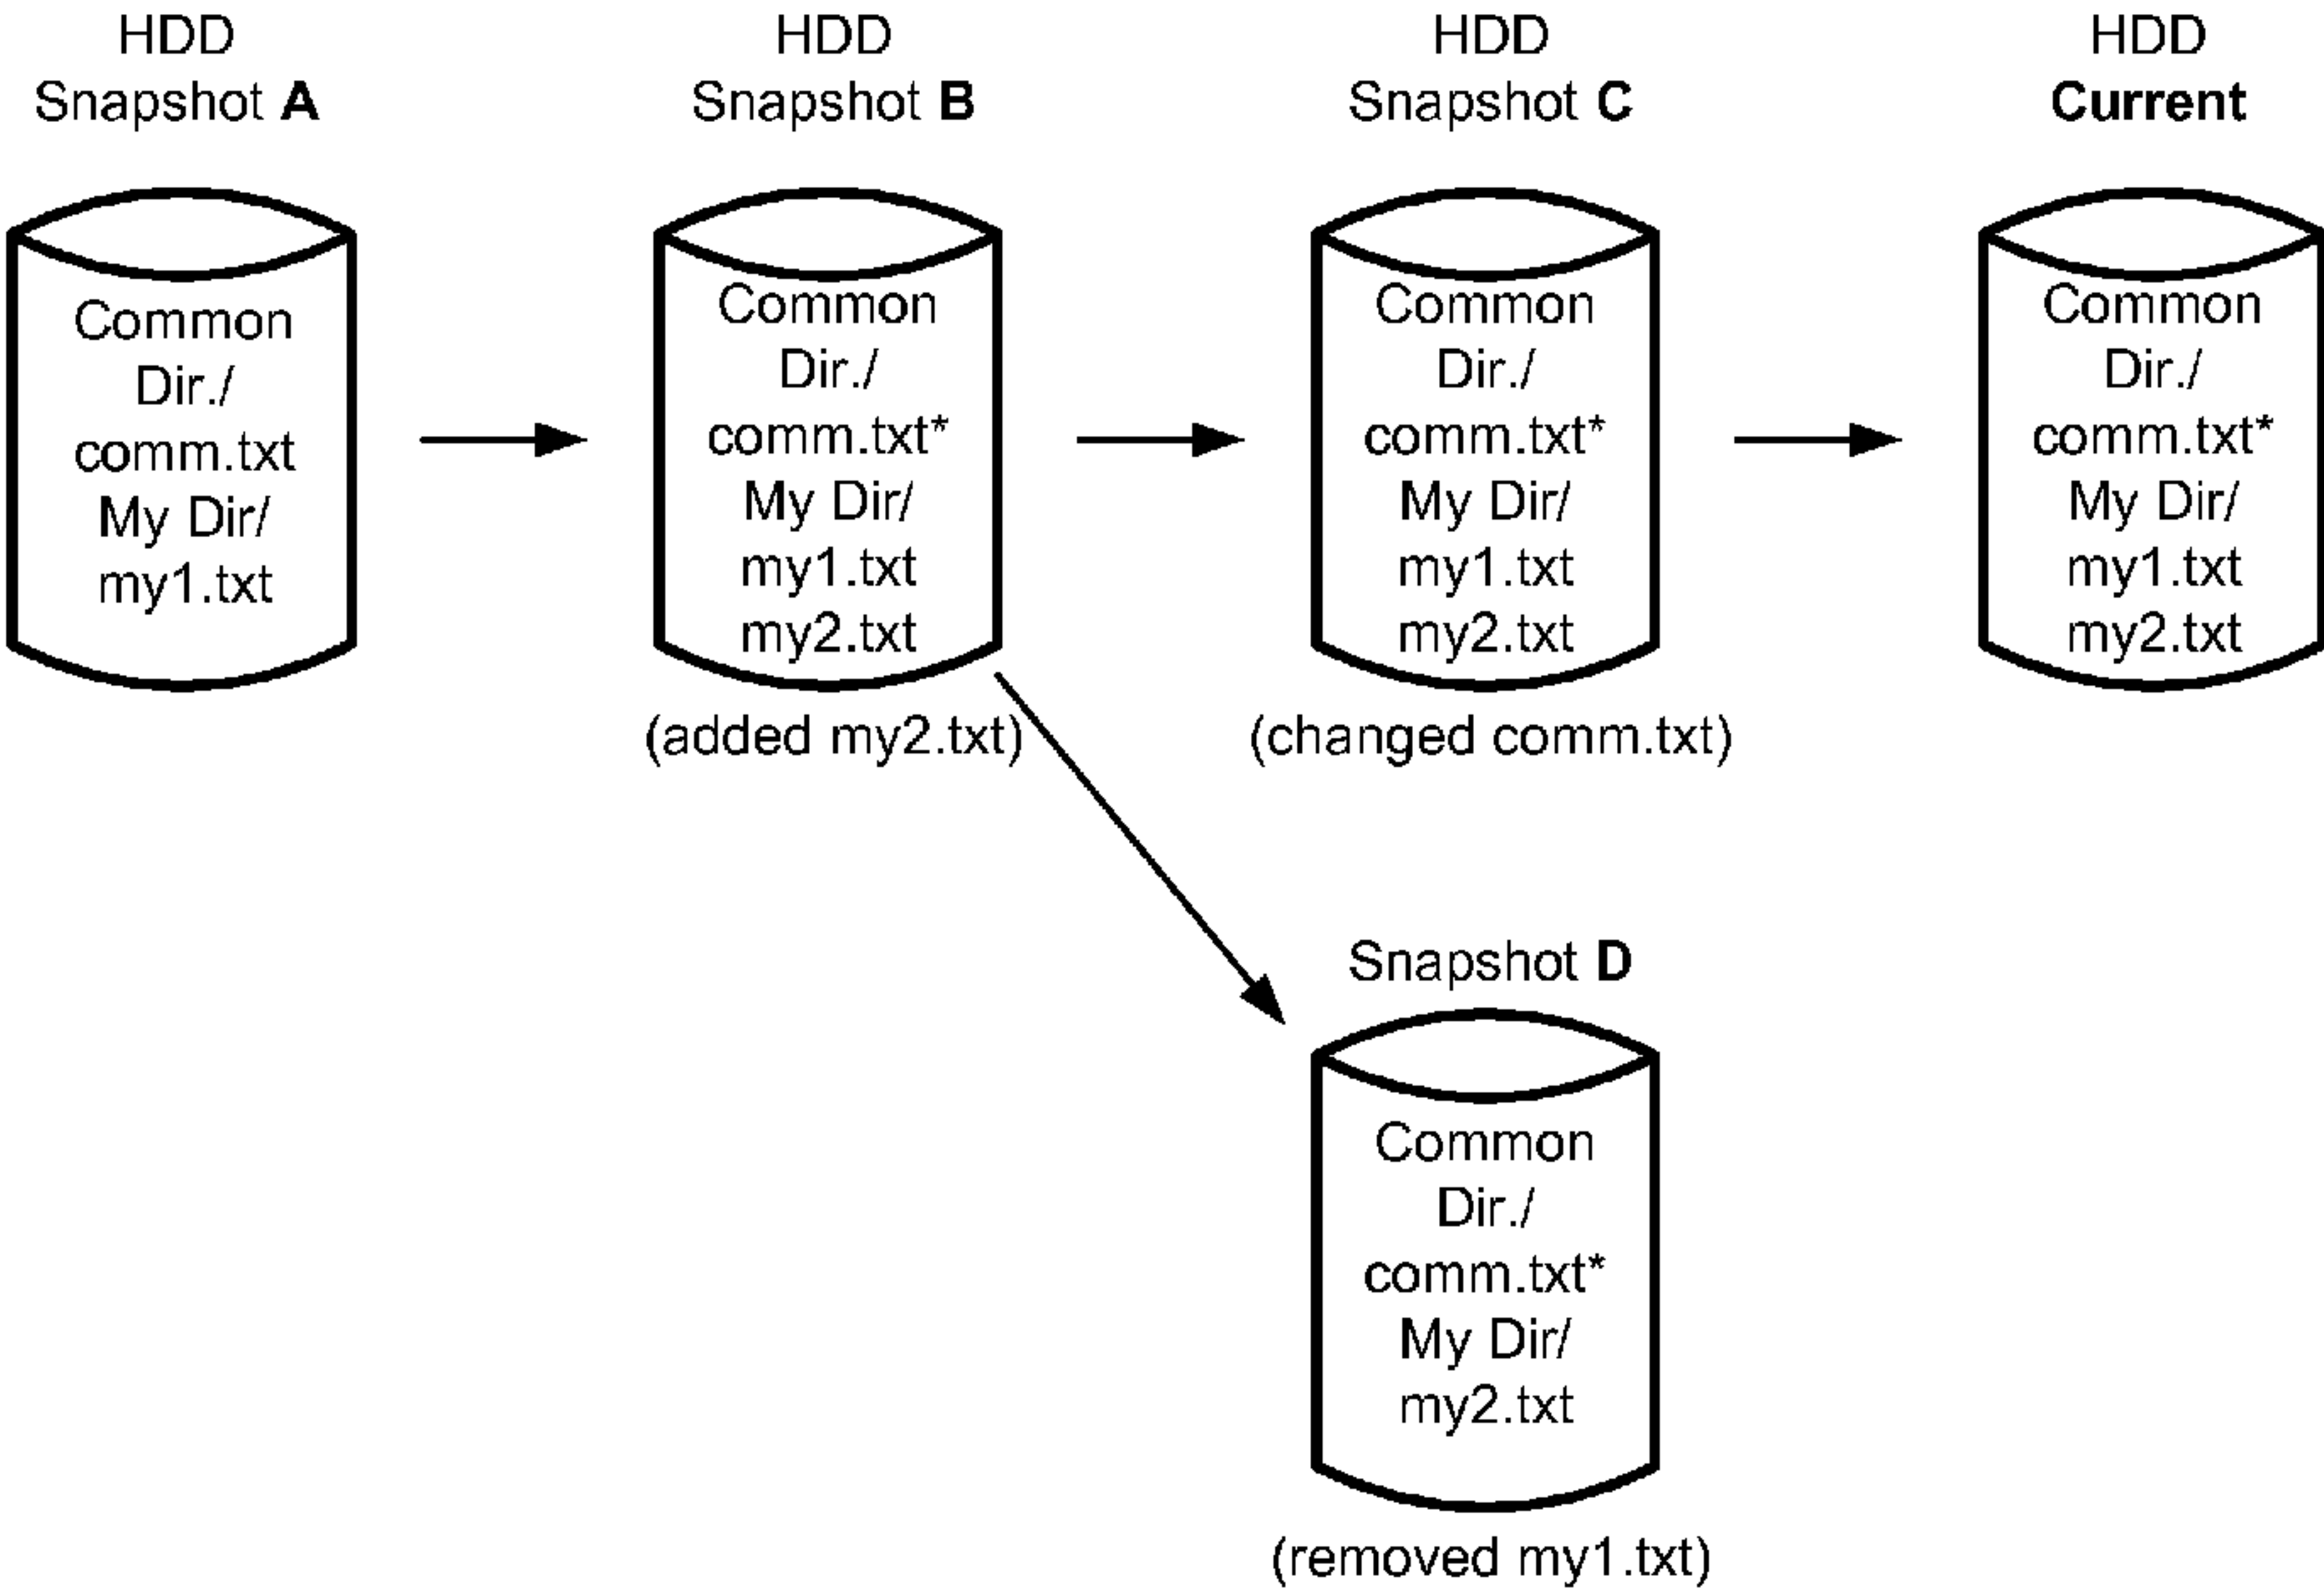 HDD
Snapshot A
Common
Dir./
comm.txt
My Dir/
my1.txt
HDD
Snapshot B
Common
Dir./
comm.txt*
My Dir/
my1.txt
my2.txt
(added my2.txt)
HDD
Snapshot C
Common
Dir./
comm.txt*
My Dir/
my1.txt
my2.txt
(changed comm.txt)
HDD
Current
Common
Dir./
comm.txt*
My Dir/
my1.txt
my2.txt
Snapshot D
Common
Dir./
comm.txt*
My Dir/
my2.txt
(removed my1.txt)